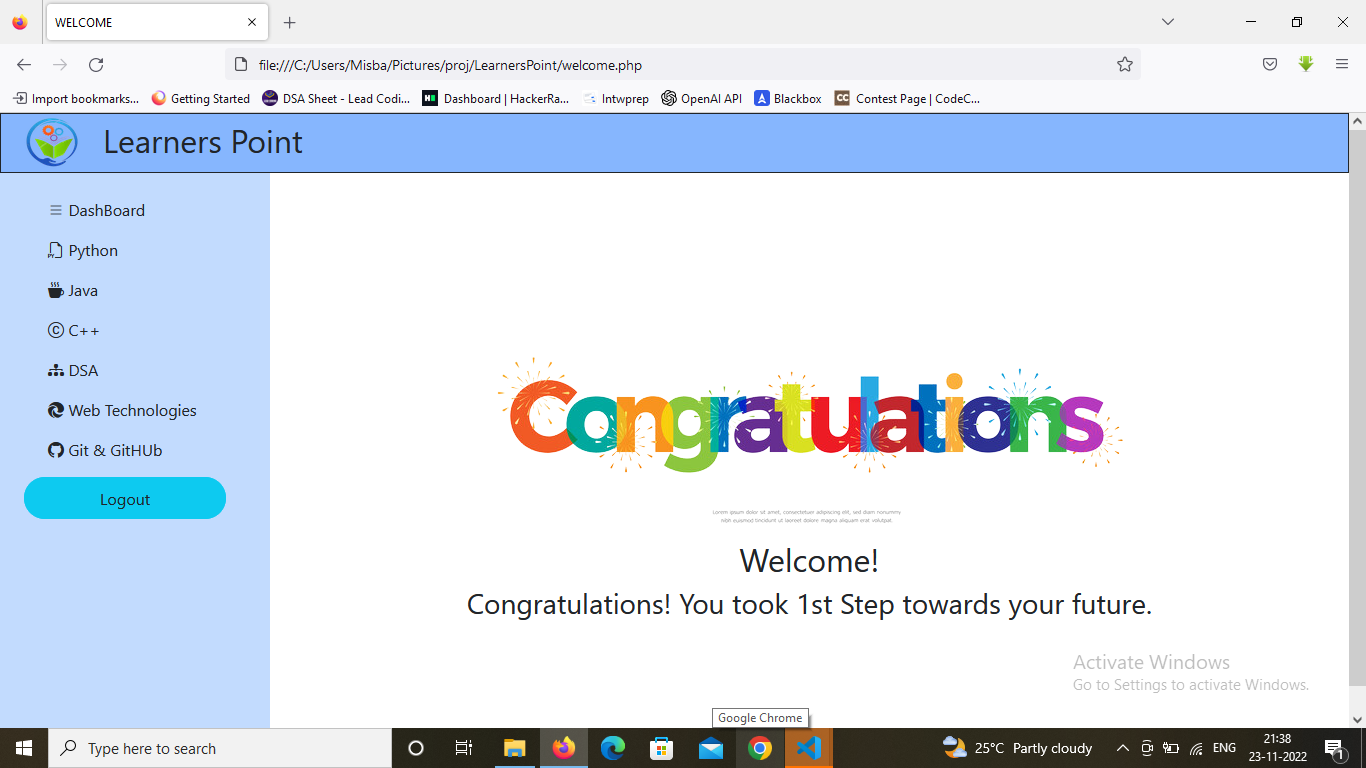 WELCOME
file:///C:/Users/Misba/Pictures/proj/LearnersPoint/welcome.php
Import bookmarks...
Getting Started
DSA Sheet - Lead Codi...
Dashboard | HackerRa...
Intwprep
OpenAI API
Blackbox
Contest Page | CodeC...
Learners Point
DashBoard
Python
Java
C++
DSA
Web Technologies
Git & GitHUb
Logout
Congratulations
Lorem ipsum dolor sit amet, consectetuer adipiscing elit, sed diam nonummy
nibh euismod tincidunt ut laoreet dolore magna aliquam erat volutpat.
Welcome!
Congratulations! You took 1st Step towards your future.
Activate Windows
Go to Settings to activate Windows.
Google Chrome
Type here to search
25°C Partly cloudy
ENG
21:38
23-11-2022
1